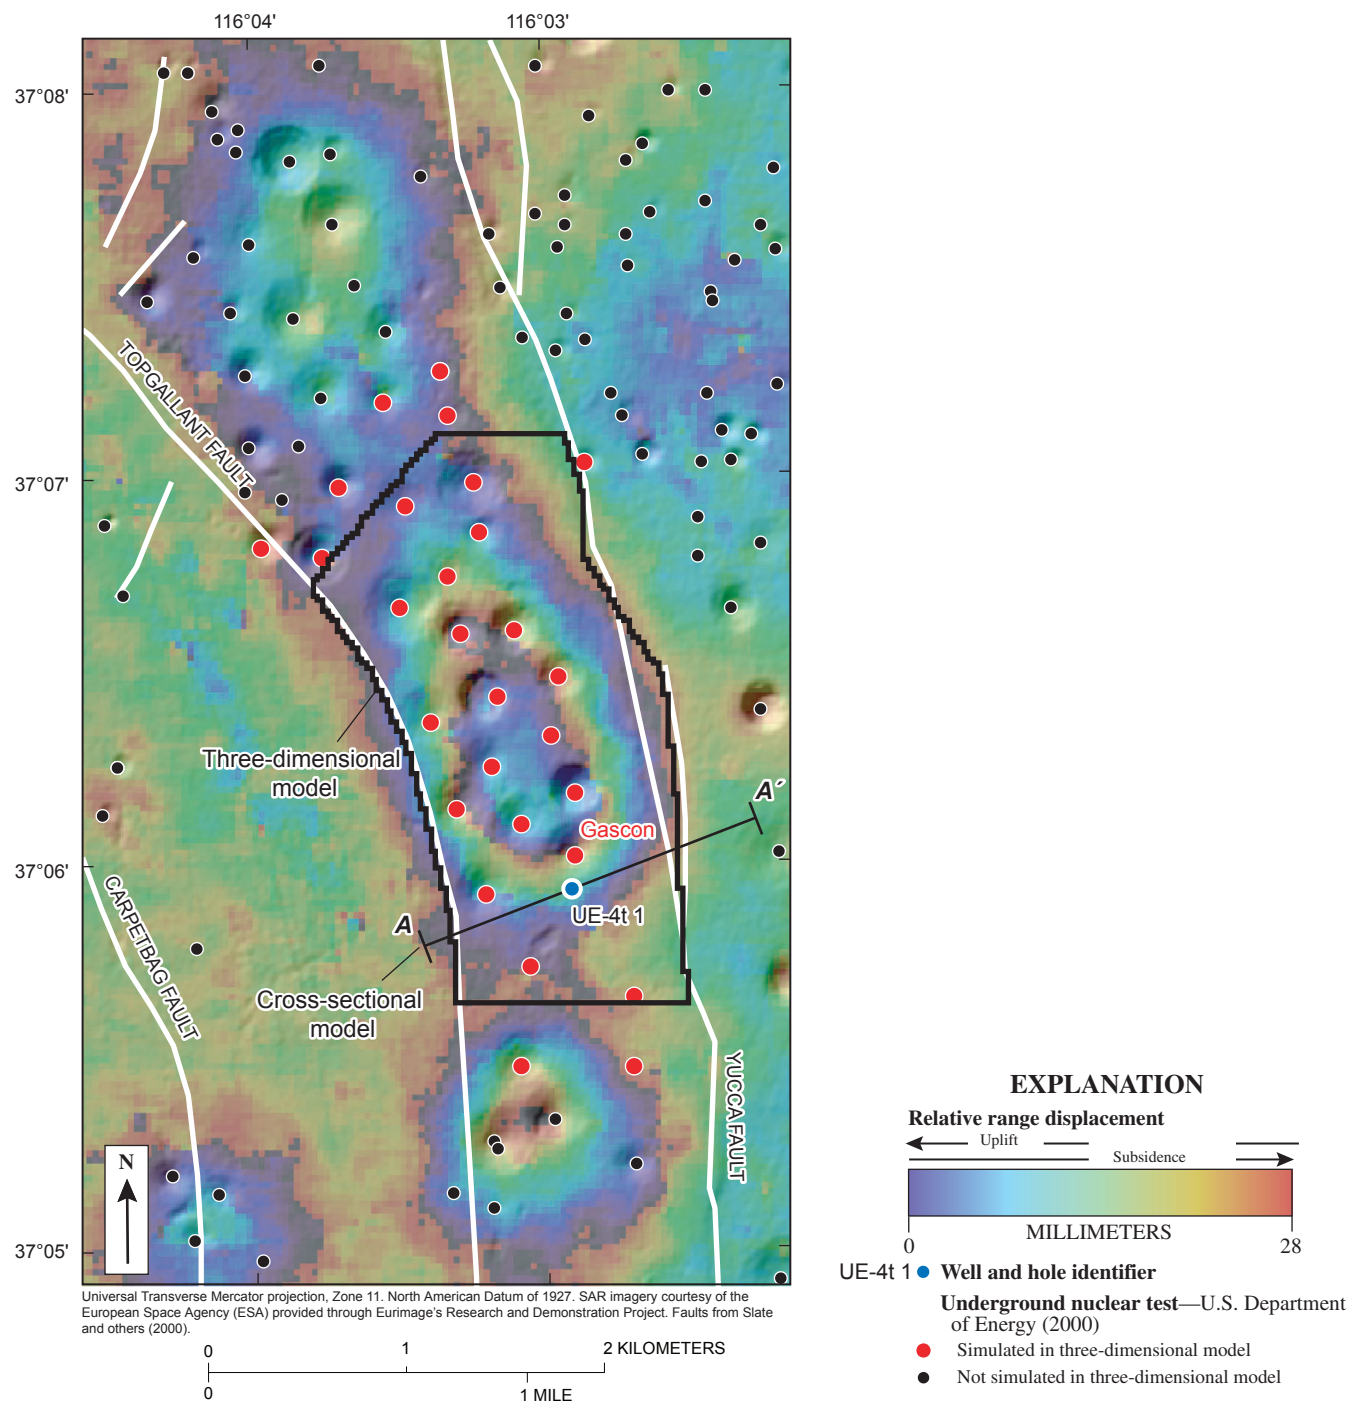 116°04'
116°03'
37°08'
TOPGALLANT FAULT
37°07'
Three-dimensional
model
A´
Gascon
37°06'
UE-4t 1
A
CARPETBAG FAULT
Cross-sectional
model
YUCCA FAULT
N
37°05'
Universal Transverse Mercator projection, Zone 11. North American Datum of 1927. SAR imagery courtesy of the
European Space Agency (ESA) provided through Eurimage's Research and Demonstration Project. Faults from Slate
and others (2000).
0 1 2 KILOMETERS
0 1 MILE
EXPLANATION
Relative range displacement
Uplift
Subsidence
MILLIMETERS
0 28
UE-4t 1 Well and hole identifier
Underground nuclear test—U.S. Department
of Energy (2000)
Simulated in three-dimensional model
Not simulated in three-dimensional model